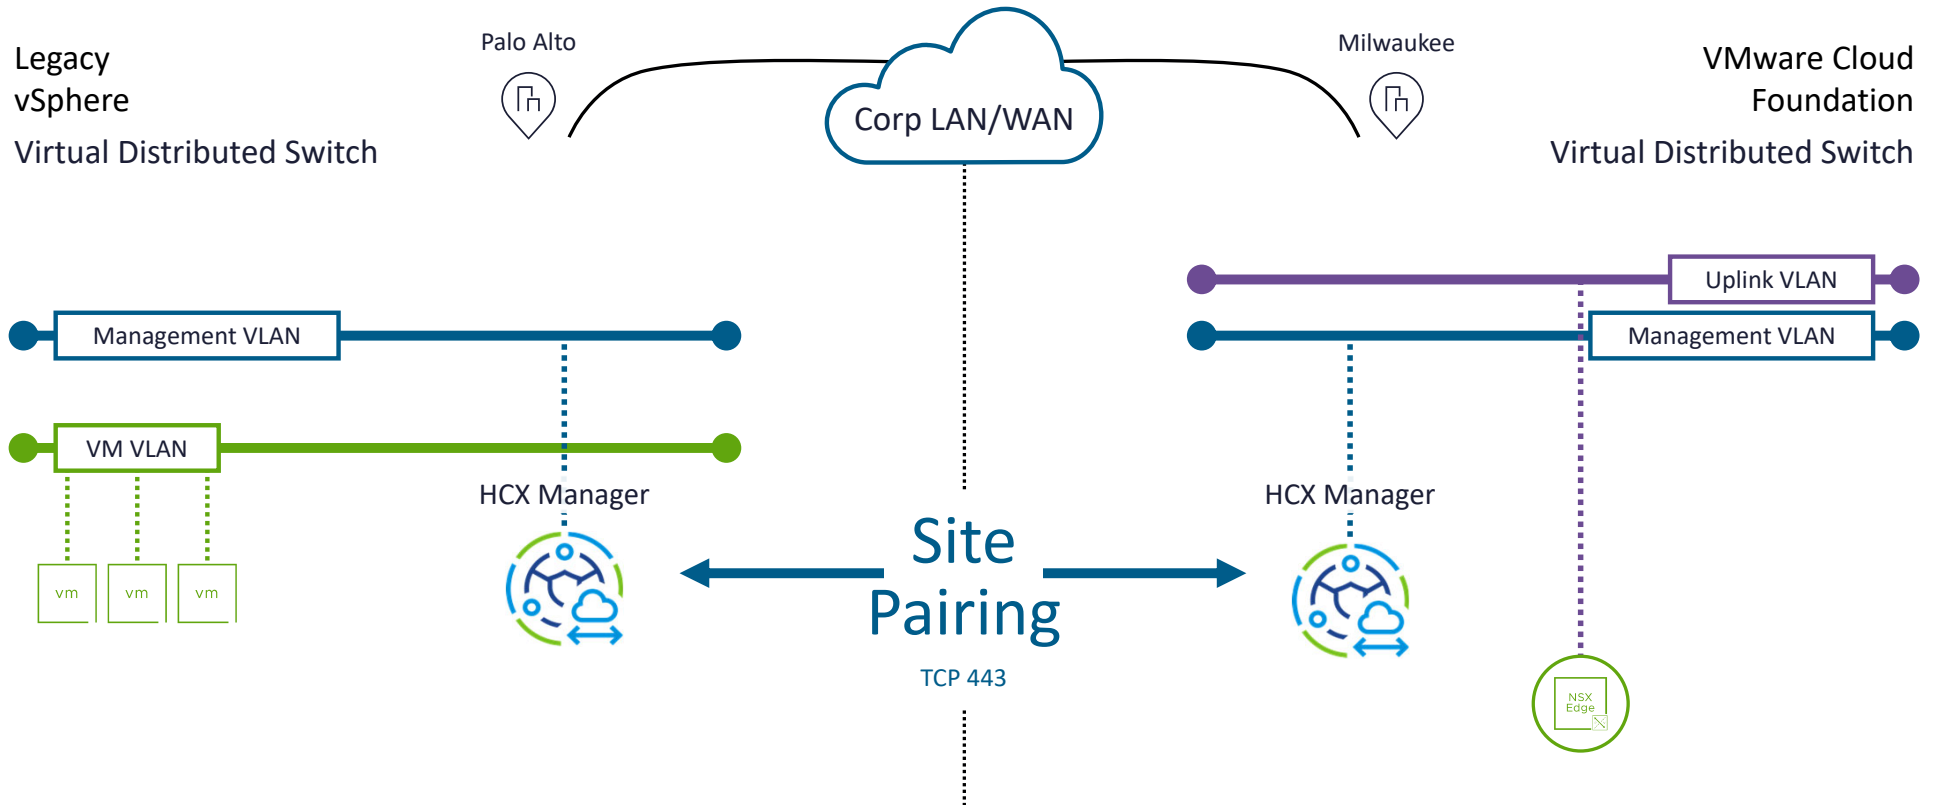 Legacy
vSphere
Virtual Distributed Switch
Palo Alto
Corp LAN/WAN
Milwaukee
VMware Cloud
Foundation
Virtual Distributed Switch
Uplink VLAN
Management VLAN
Management VLAN
VM VLAN
HCX Manager
HCX Manager
Site
Pairing
TCP 443
vm
vm
vm
NSX
Edge